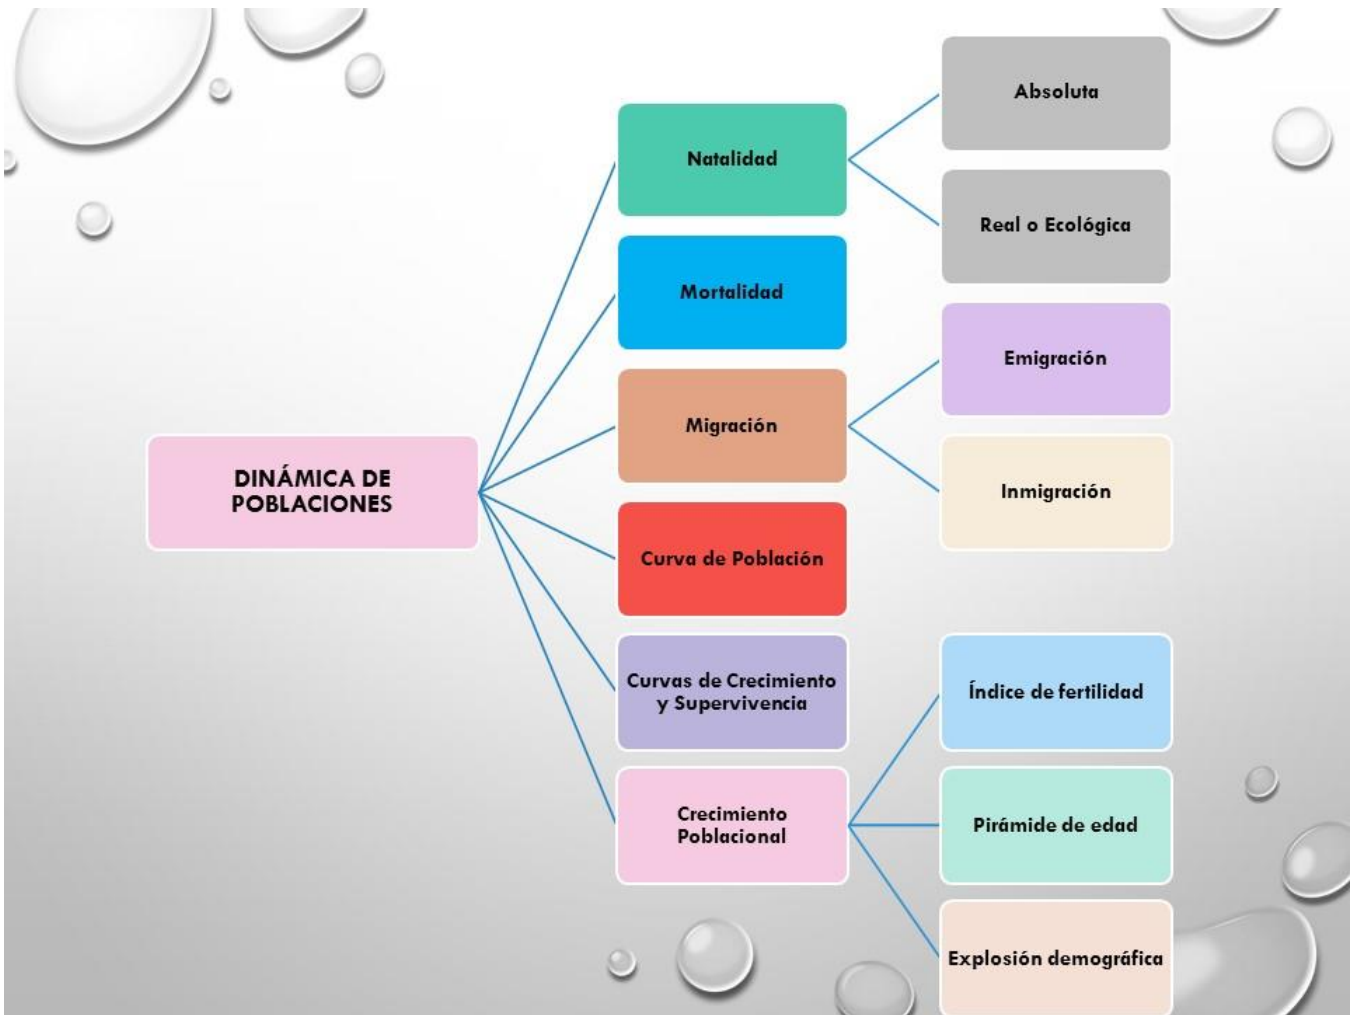 DINÁMICA DE
POBLACIONES
Natalidad
Absoluta
Real o Ecológica
Mortalidad
Migración
Emigración
Inmigración
Curva de Población
Curvas de Crecimiento
y Supervivencia
Crecimiento
Poblacional
Índice de fertilidad
Pirámide de edad
Explosión demográfica